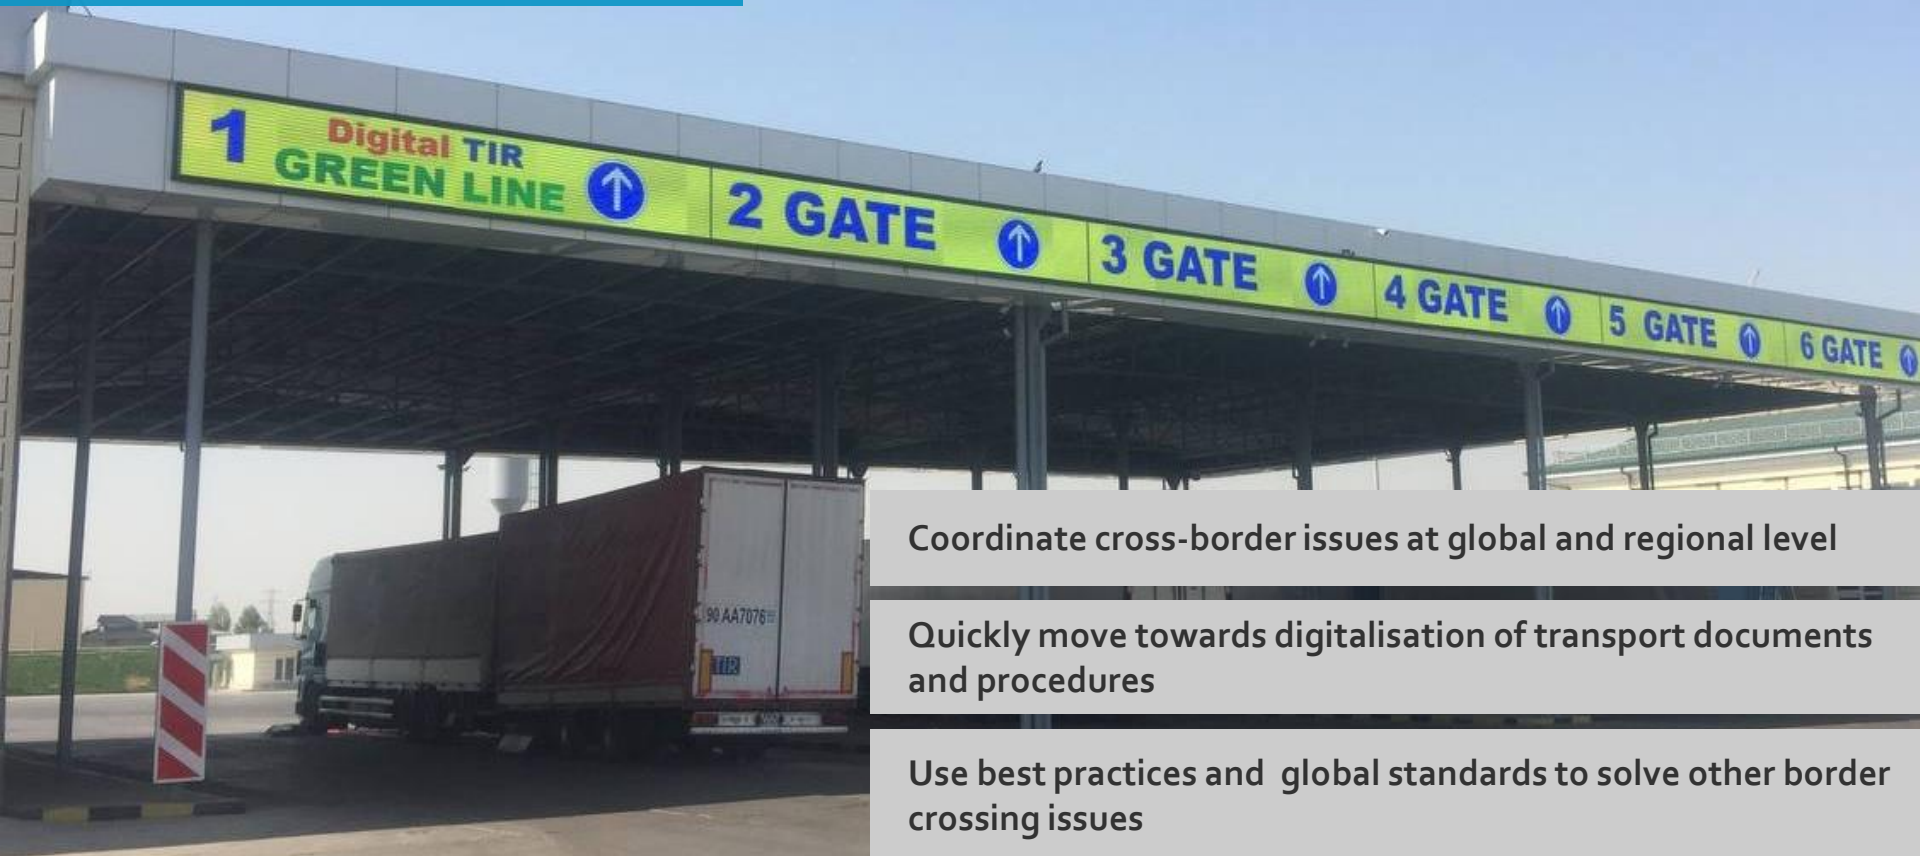 1 Digital TIR
GREEN LINE
2 GATE
3 GATE
4 GATE
5 GATE
6 GATE
90 AA7076
TIR
Coordinate cross-border issues at global and regional level
Quickly move towards digitalisation of transport documents
and procedures
Use best practices and global standards to solve other border
crossing issues